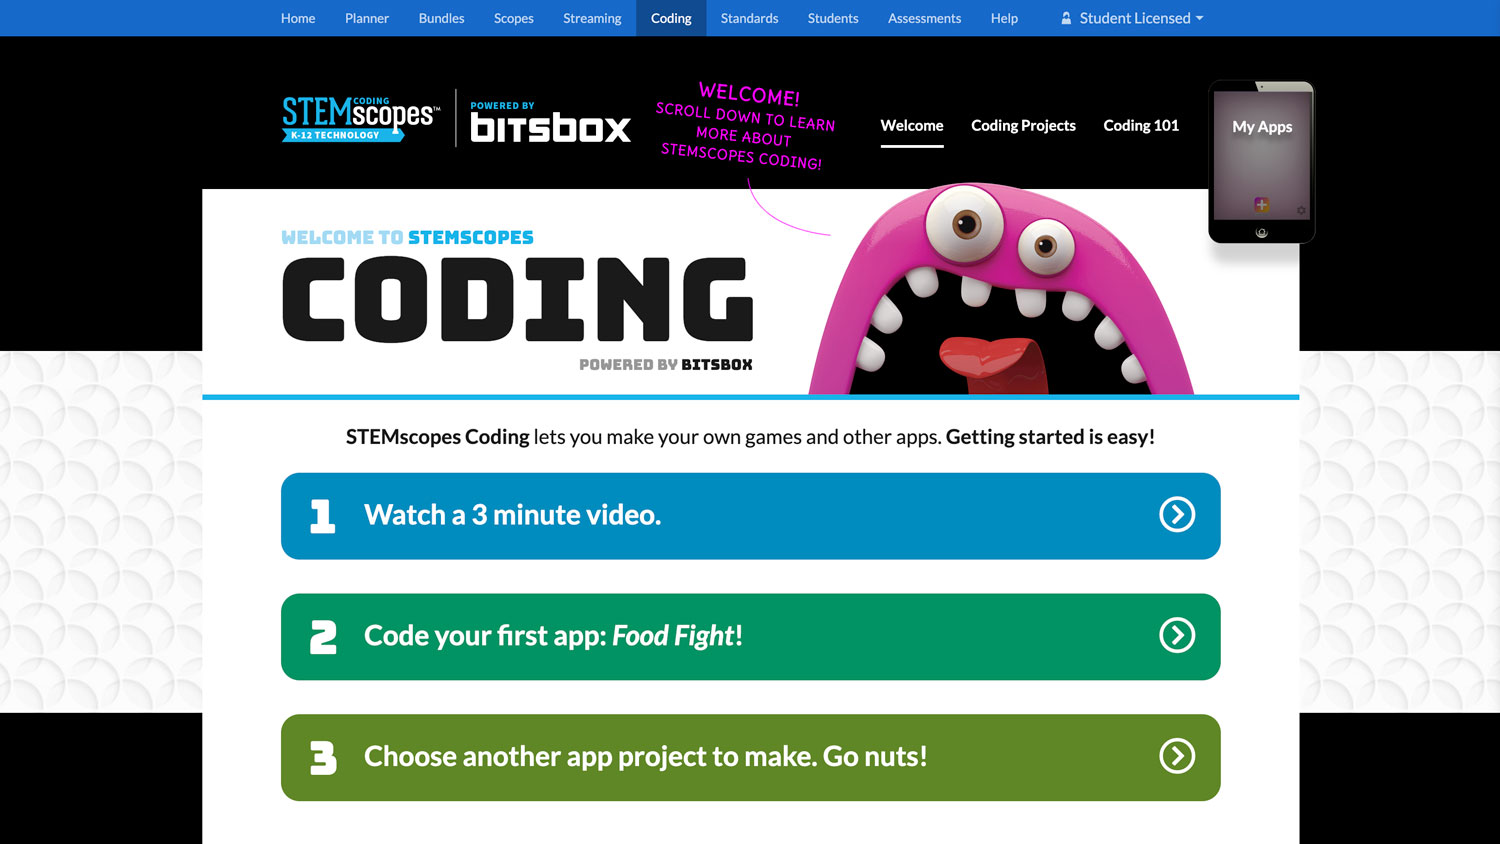 Home Planner Bundles Scopes Streaming Coding Standards Students Assessments Help Student Licensed
STEMscopes™
CODING
K-12 TECHNOLOGY
POWERED BY
bitsbox
WELCOME!
SCROLL DOWN TO LEARN
MORE ABOUT
STEMSCOPES CODING!
Welcome Coding Projects Coding 101
My Apps
WELCOME TO STEMSCOPES
CODING
POWERED BY BITSBOX
STEMscopes Coding lets you make your own games and other apps. Getting started is easy!
1 Watch a 3 minute video.
2 Code your first app: Food Fight!
3 Choose another app project to make. Go nuts!